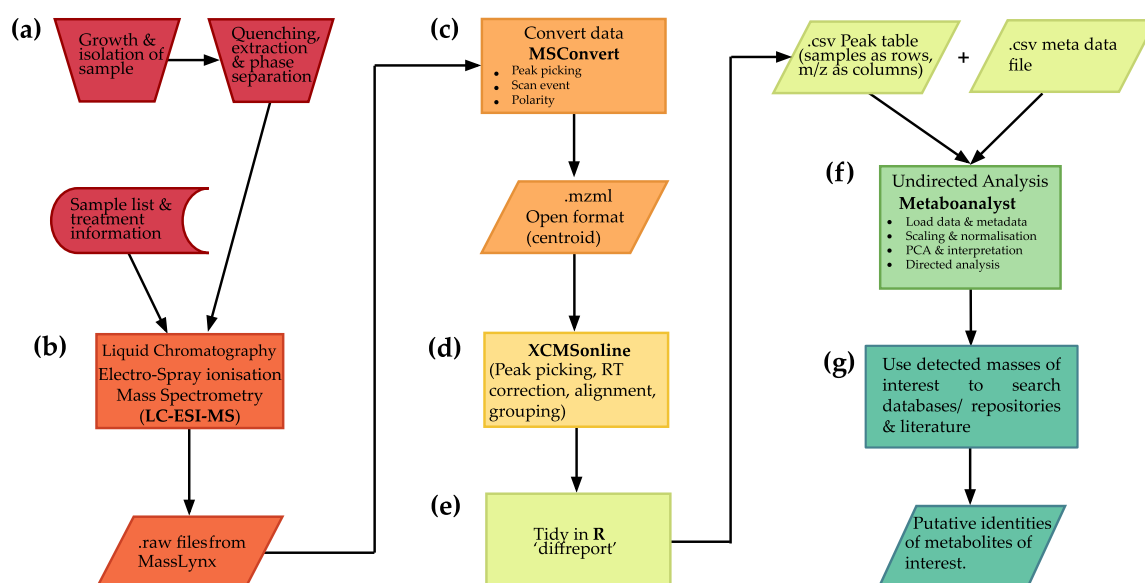 (a)
Growth &
isolation of
sample
Quenching,
extraction
& phase
separation
Sample list &
treatment
information
(b)
Liquid Chromatography
Electro-Spray ionisation
Mass Spectrometry
(LC-ESI-MS)
.raw files from
MassLynx
(c)
Convert data
MSConvert
• Peak picking
• Scan event
• Polarity
.mzml
Open format
(centroid)
(d)
XCMSonline
(Peak picking, RT
correction, alignment,
grouping)
(e)
Tidy in R
'diffreport'
.csv Peak table
(samples as rows,
m/z as columns)
+
.csv meta data
file
(f)
Undirected Analysis
Metaboanalyst
• Load data & metadata
• Scaling & normalisation
• PCA & interpretation
• Directed analysis
(g)
Use detected masses of
interest to search
databases/ repositories
& literature
Putative identities
of metabolites of
interest.